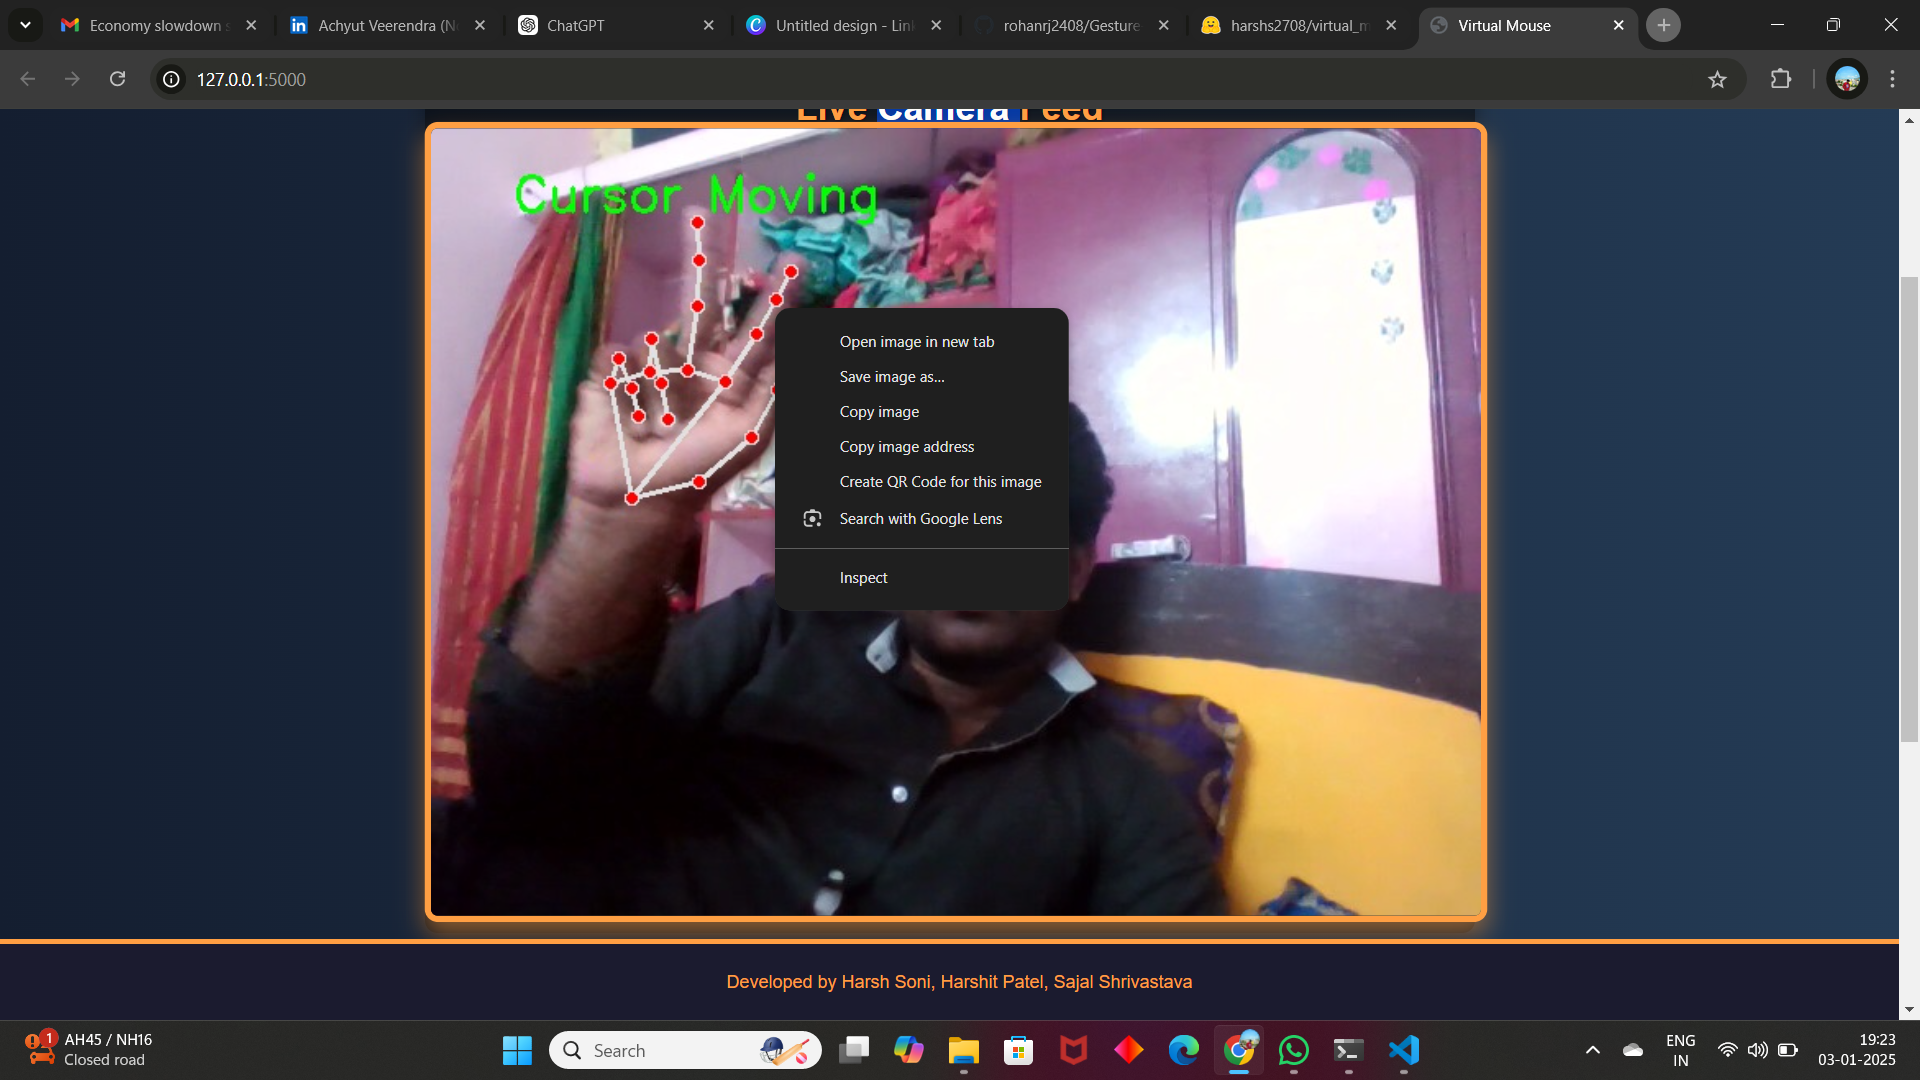 Economy slowdown s
Achyut Veerendra (N
ChatGPT
Untitled design - Lin
rohanrj2408/Gesture
harshs2708/virtual_m
Virtual Mouse
127.0.0.1:5000
Live Camera Feed
Cursor Moving
Open image in new tab
Save image as...
Copy image
Copy image address
Create QR Code for this image
Search with Google Lens
Inspect
Developed by Harsh Soni, Harshit Patel, Sajal Shrivastava
1
AH45 / NH16
Closed road
Search
ENG
IN
19:23
03-01-2025